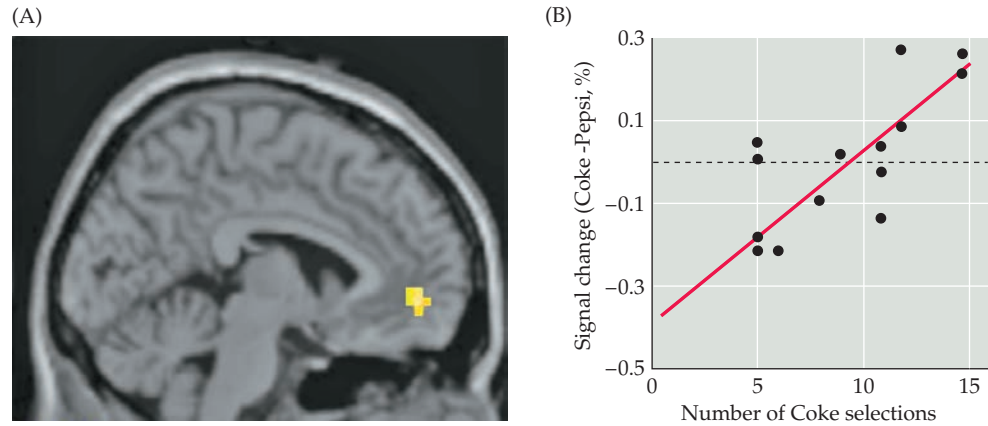 (A)
(B)
Signal change (Coke -Pepsi, %)
0.3
0.1
−0.1
−0.3
−0.5
0
5
10
15
Number of Coke selections